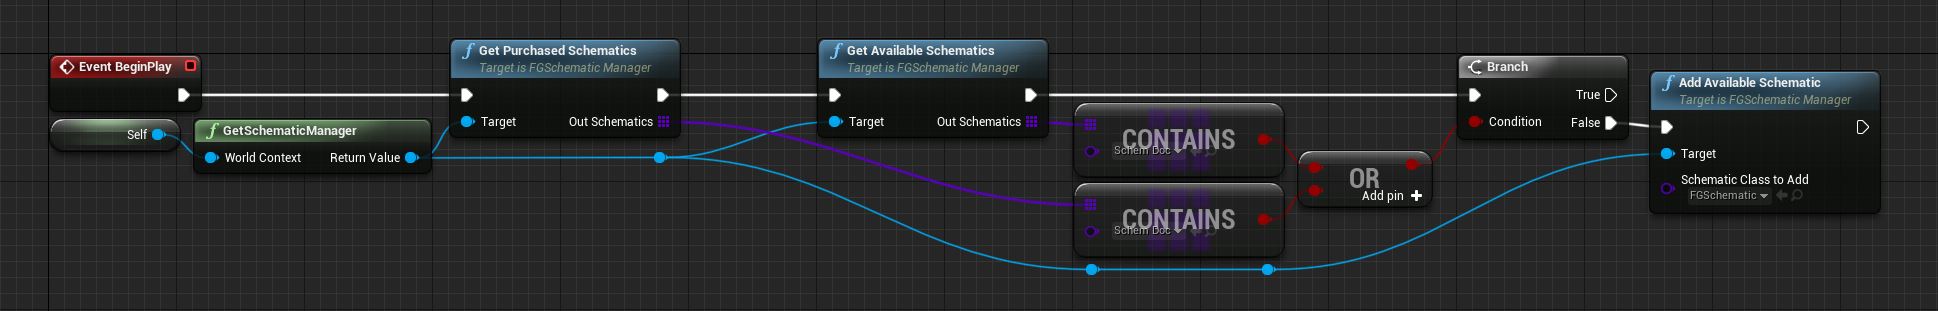 Event BeginPlay
Self
f GetSchematicManager
World Context
Return Value
f Get Purchased Schematics
Target is FGSchematic Manager
Target
Out Schematics
f Get Available Schematics
Target is FGSchematic Manager
Target
Out Schematics
CONTAINS
Schem Doc
CONTAINS
Schem Doc
OR
Add pin
Branch
True
Condition
False
f Add Available Schematic
Target is FGSchematic Manager
Target
Schematic Class to Add
FGSchematic